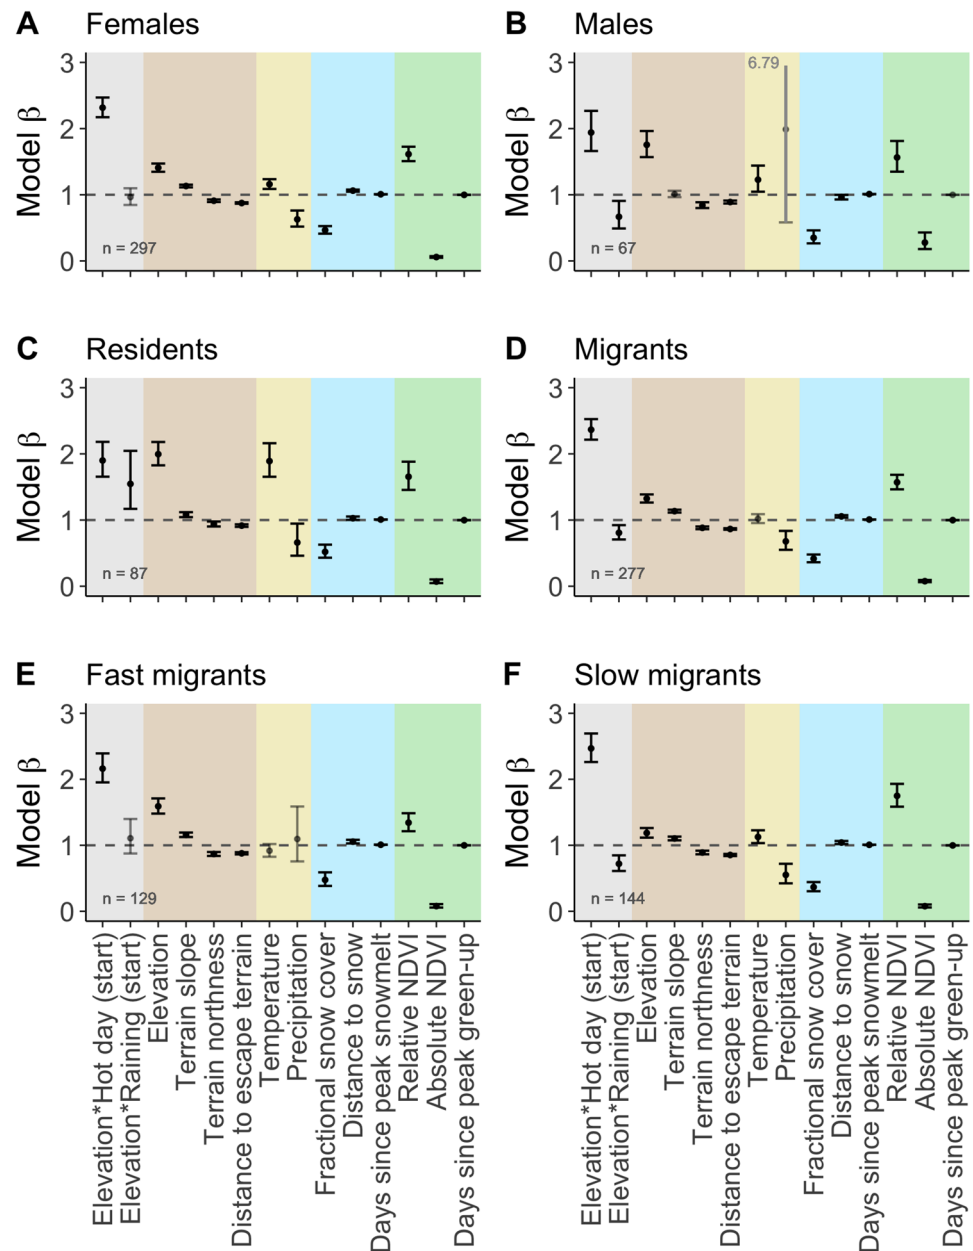 A Females
B Males
3
2
1
0
Model β
n = 297
3
2
1
0
Model β
6.79
n = 67
C Residents
D Migrants
3
2
1
0
Model β
n = 87
3
2
1
0
Model β
n = 277
E Fast migrants
F Slow migrants
3
2
1
0
Model β
n = 129
3
2
1
0
Model β
n = 144
Elevation*Hot day (start)
Elevation*Raining (start)
Elevation
Terrain slope
Terrain northness
Distance to escape terrain
Temperature
Precipitation
Fractional snow cover
Distance to snow
Days since peak snowmelt
Relative NDVI
Absolute NDVI
Days since peak green-up
Elevation*Hot day (start)
Elevation*Raining (start)
Elevation
Terrain slope
Terrain northness
Distance to escape terrain
Temperature
Precipitation
Fractional snow cover
Distance to snow
Days since peak snowmelt
Relative NDVI
Absolute NDVI
Days since peak green-up